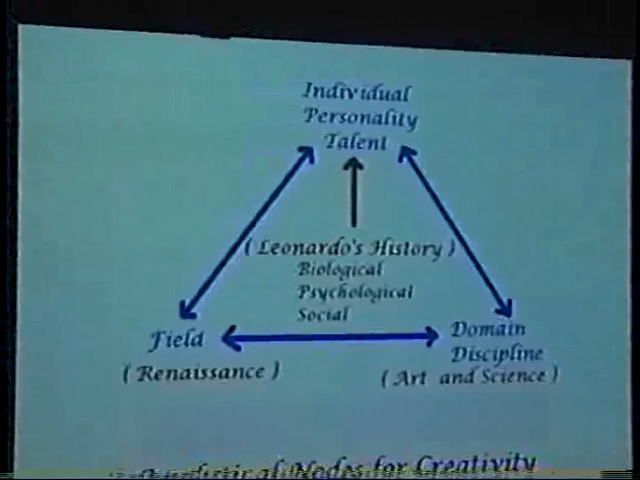 Individual
Personality
Talent
( Leonardo's History )
Biological
Psychological
Social
Field
( Renaissance )
Domain
Discipline
( Art and Science )
Nodes for Creativity